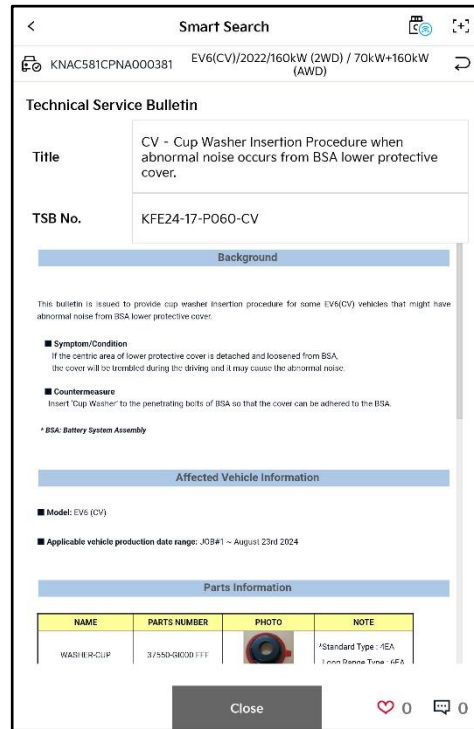 Smart Search
KNAC581CPNA000381
EV6(CV)/2022/160kW (2WD) / 70kW+160kW
(AWD)
Technical Service Bulletin
Title
CV - Cup Washer Insertion Procedure when
abnormal noise occurs from BSA lower protective
cover.
TSB No.
KFE24-17-P060-CV
Background
This bulletin is issued to provide cup washer insertion procedure for some EV6(CV) vehicles that might have
abnormal noise from BSA lower protective cover.
■ Symptom/Condition
If the centric area of lower protective cover is detached and loosened from BSA,
the cover will be trembled during the driving and it may cause the abnormal noise.
■ Countermeasure
Insert 'Cup Washer' to the penetrating bolts of BSA so that the cover can be adhered to the BSA.
* BSA: Battery System Assembly
Affected Vehicle Information
■ Model: EV6 (CV)
■ Applicable vehicle production date range: JOB#1 ~ August 23rd 2024
Parts Information
NAME PARTS NUMBER PHOTO NOTE
WASHER-CUP 37550-GI000 FFF
*Standard Type : 4EA
Long Range Type : 6EA
Close
0
0